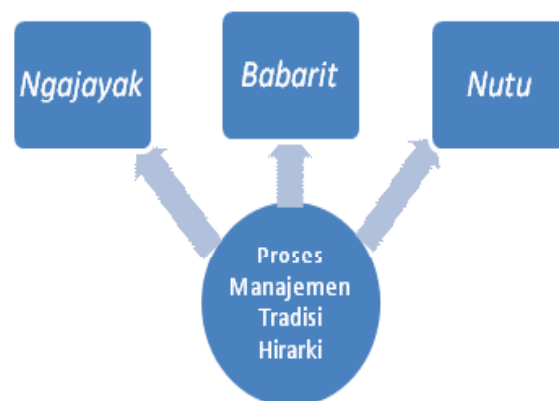 Ngajayak
Babarit
Nutu
Proses
Manajemen
Tradisi
Hirarki